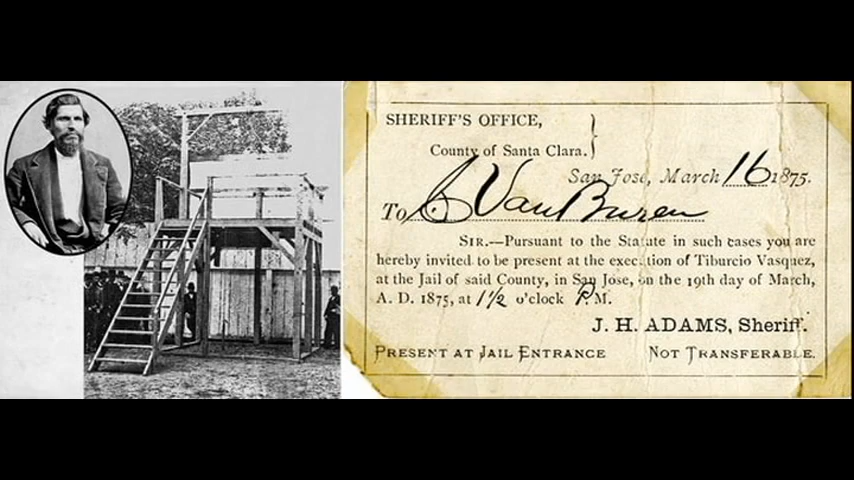 SHERIFF'S OFFICE,
County of Santa Clara.
San Jose, March 16 1875.
To C Van Buren
SIR.—Pursuant to the Statute in such cases you are
hereby invited to be present at the execution of Tiburcio Vasquez,
at the Jail of said County, in San Jose, on the 19th day of March,
A. D. 1875, at 1½ o'clock P.M.
J. H. ADAMS, Sheriff.
PRESENT AT JAIL ENTRANCE NOT TRANSFERABLE.